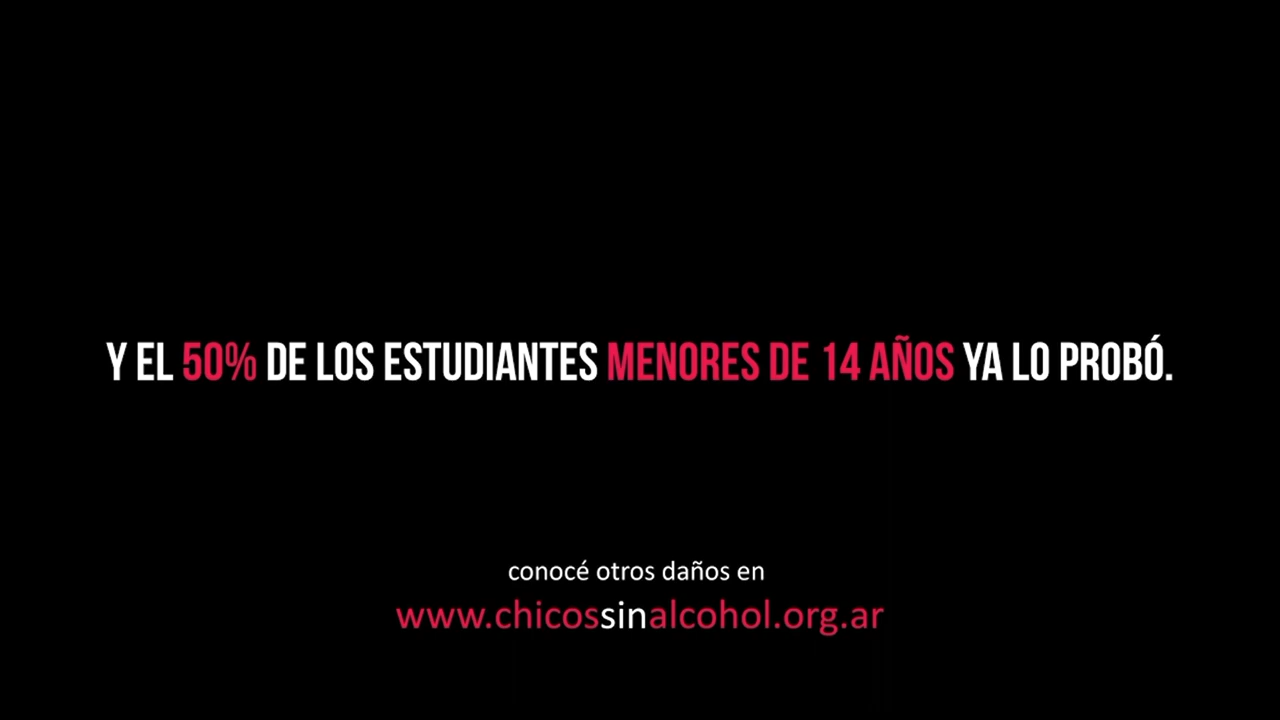 Y EL 50% DE LOS ESTUDIANTES MENORES DE 14 AÑOS YA LO PROBÓ.
conocé otros daños en
www.chicossinalcohol.org.ar